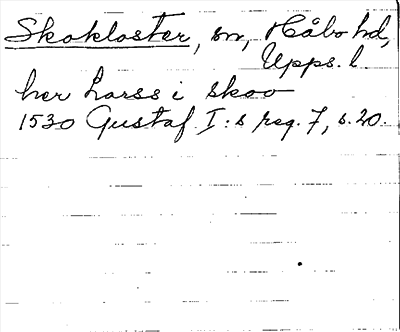 Skokloster, sn, Håbo hd,
Upps. l.
her Larss i skoo
1530 Gustaf I:s reg. 7, s. 20.